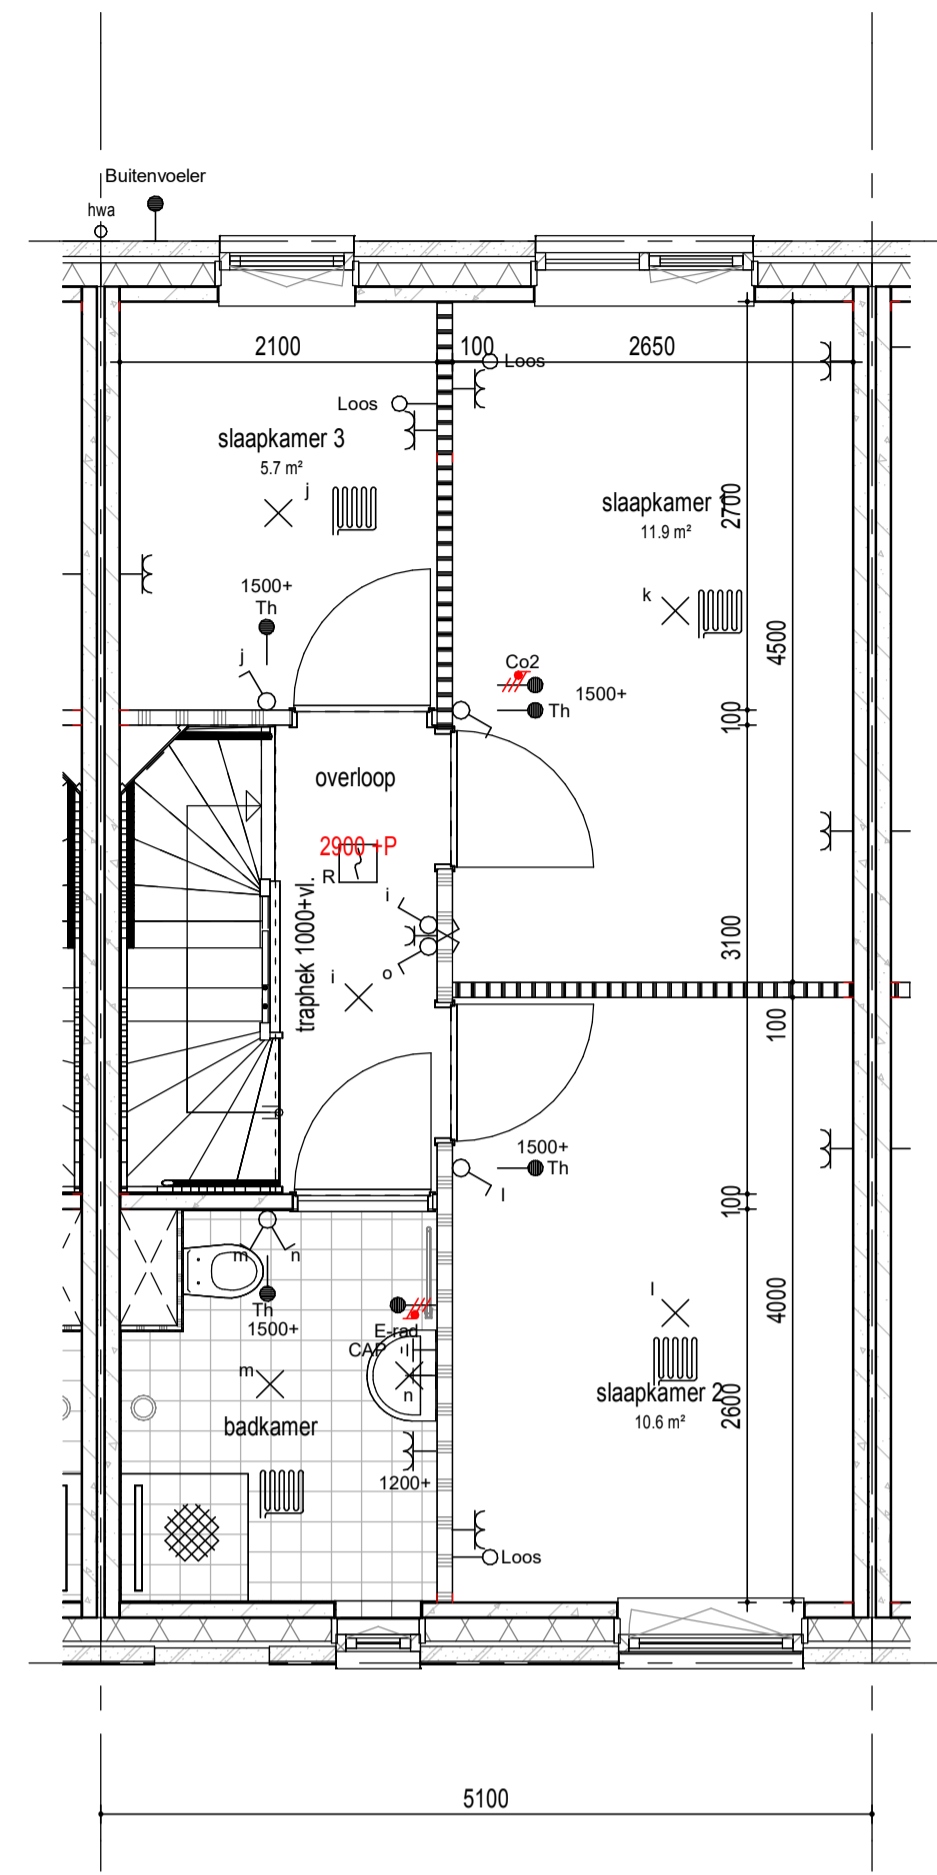 Buitenvoeler
hwa
2100
100
2650
Loos
Loos
slaapkamer 3
5.7 m²
j
slaapkamer 1
11.9 m²
2700
k
1500+
Th
4500
j
Co2
1500+
Th
100
overloop
2900 +P
R
traphek 1000+vl.
i
o
i
3100
100
1500+
Th
l
100
m
n
Th
1500+
E-rad
CAP
l
4000
m
n
slaapkamer 2
10.6 m²
2600
badkamer
1200+
Loos
5100